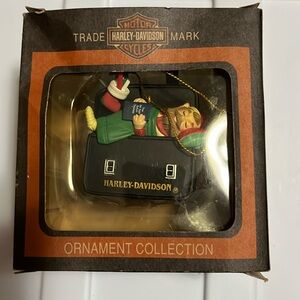 MOTOR
TRADE HARLEY-DAVIDSON MARK
CYCLES
HARLEY-DAVIDSON ®
ORNAMENT COLLECTION